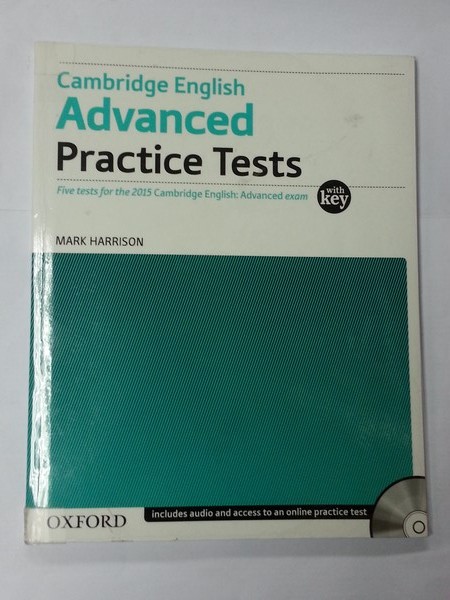 Cambridge English
Advanced
Practice Tests
Five tests for the 2015 Cambridge English: Advanced exam
with
key
MARK HARRISON
includes audio and access to an online practice test
OXFORD